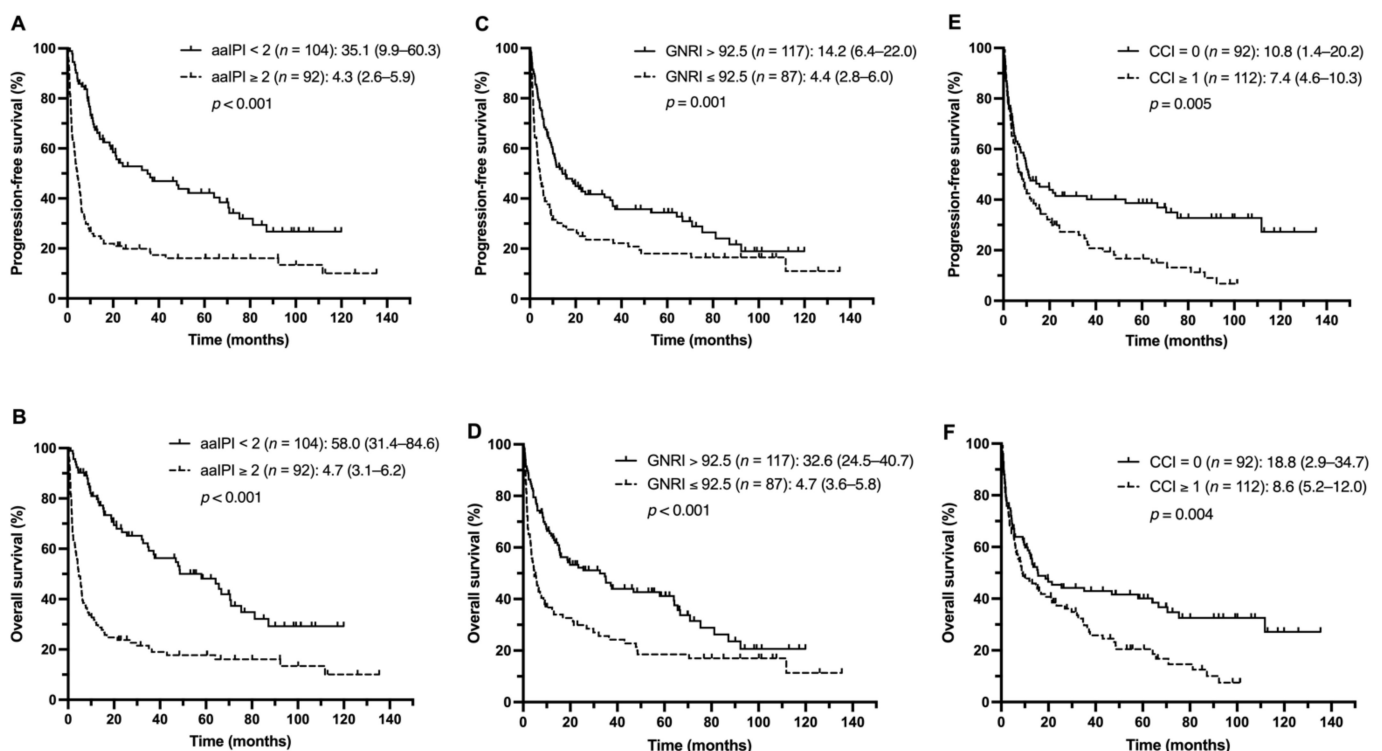 A
aaIPI < 2 (n = 104): 35.1 (9.9–60.3)
aaIPI ≥ 2 (n = 92): 4.3 (2.6–5.9)
p < 0.001
Progression-free survival (%)
100
80
60
40
20
0
0 20 40 60 80 100 120 140
Time (months)
C
GNRI > 92.5 (n = 117): 14.2 (6.4–22.0)
GNRI ≤ 92.5 (n = 87): 4.4 (2.8–6.0)
p = 0.001
Progression-free survival (%)
100
80
60
40
20
0
0 20 40 60 80 100 120 140
Time (months)
E
CCI = 0 (n = 92): 10.8 (1.4–20.2)
CCI ≥ 1 (n = 112): 7.4 (4.6–10.3)
p = 0.005
Progression-free survival (%)
100
80
60
40
20
0
0 20 40 60 80 100 120 140
Time (months)
B
aaIPI < 2 (n = 104): 58.0 (31.4–84.6)
aaIPI ≥ 2 (n = 92): 4.7 (3.1–6.2)
p < 0.001
Overall survival (%)
100
80
60
40
20
0
0 20 40 60 80 100 120 140
Time (months)
D
GNRI > 92.5 (n = 117): 32.6 (24.5–40.7)
GNRI ≤ 92.5 (n = 87): 4.7 (3.6–5.8)
p < 0.001
Overall survival (%)
100
80
60
40
20
0
0 20 40 60 80 100 120 140
Time (months)
F
CCI = 0 (n = 92): 18.8 (2.9–34.7)
CCI ≥ 1 (n = 112): 8.6 (5.2–12.0)
p = 0.004
Overall survival (%)
100
80
60
40
20
0
0 20 40 60 80 100 120 140
Time (months)